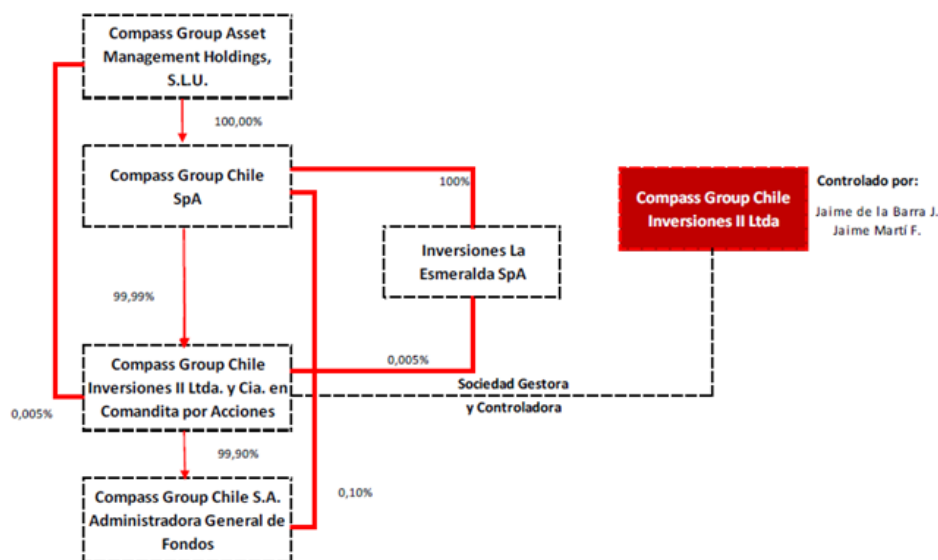 Compass Group Asset
Management Holdings,
S.L.U.
100,00%
Compass Group Chile
SpA
100%
Compass Group Chile
Inversiones II Ltda
Controlado por:
Jaime de la Barra J.
Jaime Martí F.
Inversiones La
Esmeralda SpA
99,99%
Compass Group Chile
Inversiones II Ltda. y Cia. en
Comandita por Acciones
0,005%
0,005%
Sociedad Gestora
y Controladora
99,90%
Compass Group Chile S.A.
Administradora General de
Fondos
0,10%